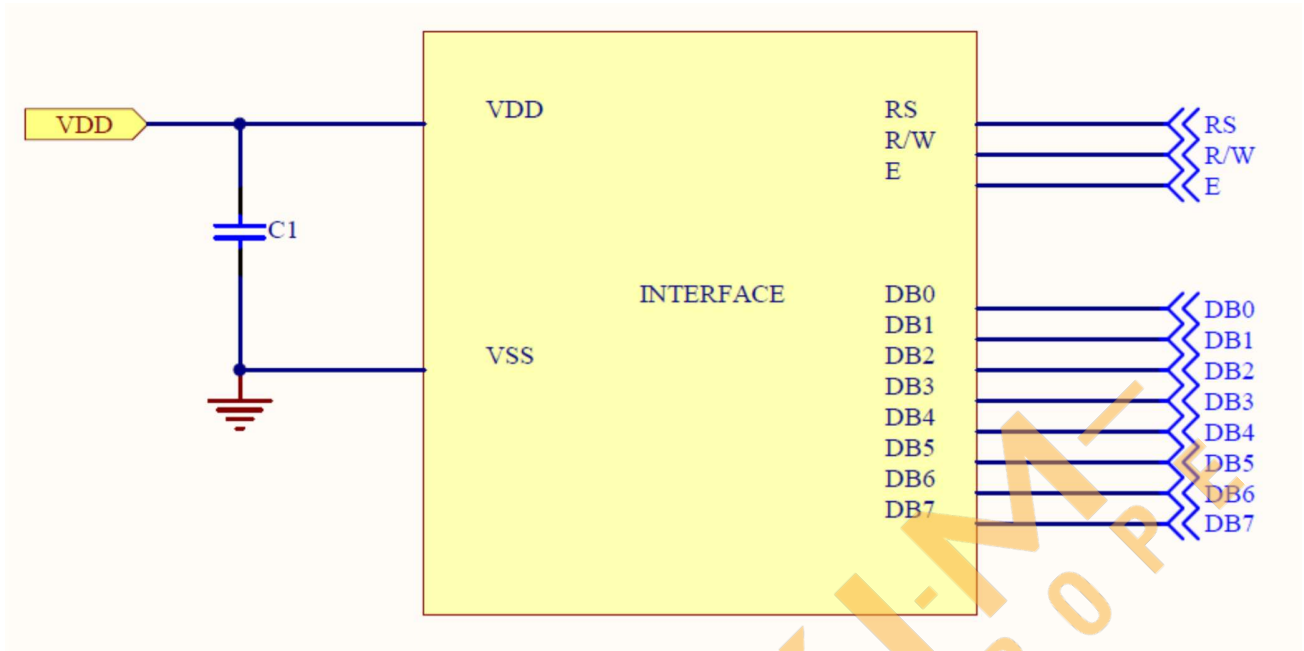 VDD
C1
VDD
VSS
INTERFACE
RS
R/W
E
DB0
DB1
DB2
DB3
DB4
DB5
DB6
DB7
RS
R/W
E
DB0
DB1
DB2
DB3
DB4
DB5
DB6
DB7